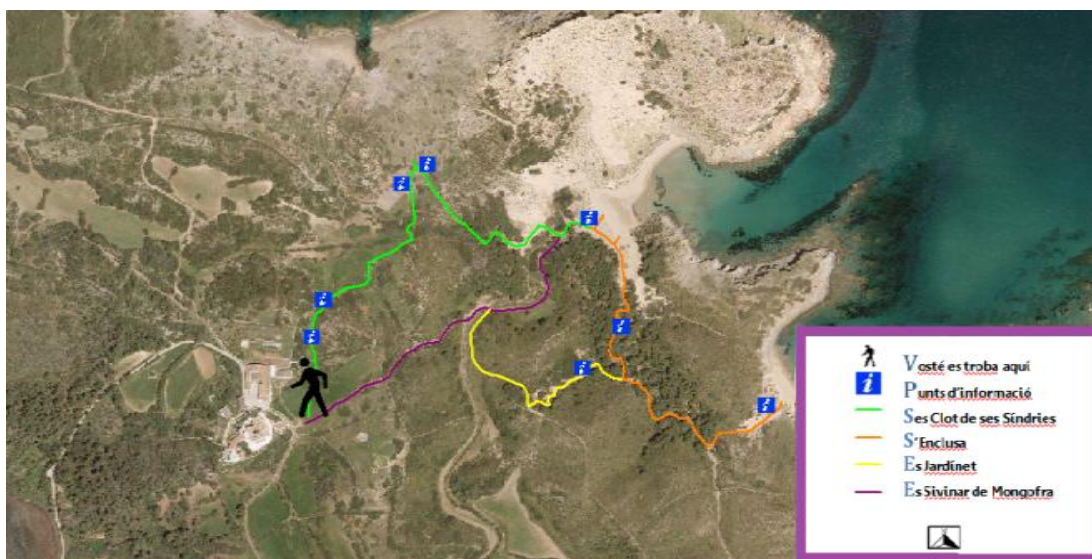 Vosté es troba aquí
Punts d'informació
Ses Clot de ses Síndries
S'Enclusa
Es Jardinet
Es Sivinar de Mongofra